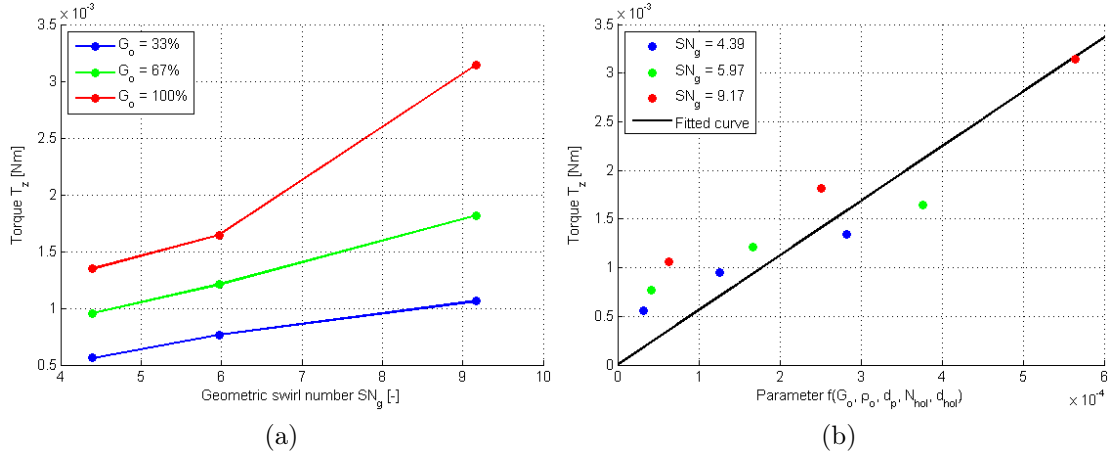 × 10⁻³
3.5
3
2.5
2
1.5
1
0.5
4
5
6
7
8
9
10
Torque T_z [Nm]
Geometric swirl number SN_g [-]
G_o = 33%
G_o = 67%
G_o = 100%
(a)
× 10⁻³
3.5
3
3.5
2
1.5
1
0.5
0
0
1
2
3
4
5
6
× 10⁻⁴
Torque T_z [Nm]
Parameter f(G_o, ρ_o, d_p, N_hol, d_hol)
SN_g = 4.39
SN_g = 5.97
SN_g = 9.17
Fitted curve
(b)